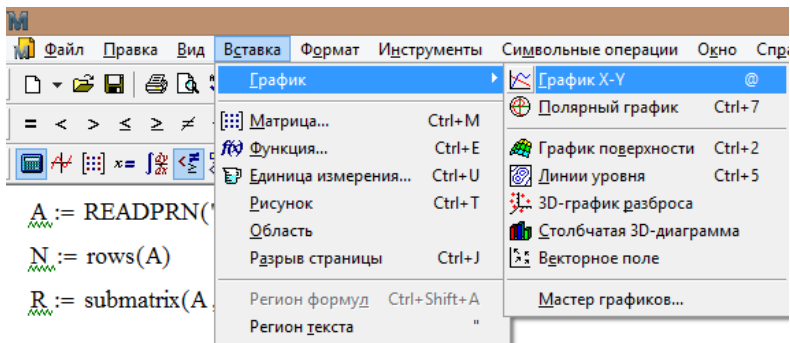 Файл Правка Вид Вставка Формат Инструменты Символьные операции Окно
График
Матрица... Ctrl+M
Функция... Ctrl+E
Единица измерения... Ctrl+U
Рисунок Ctrl+T
Область
Разрыв страницы Ctrl+J
Регион формул Ctrl+Shift+A
Регион текста "
График X-Y @
Полярный график Ctrl+7
График поверхности Ctrl+2
Линии уровня Ctrl+5
3D-график разброса
Столбчатая 3D-диаграмма
Векторное поле
Мастер графиков...
= < > ≤ ≥ ≠
x=
A := READPRN("
N := rows(A)
R := submatrix(A ,